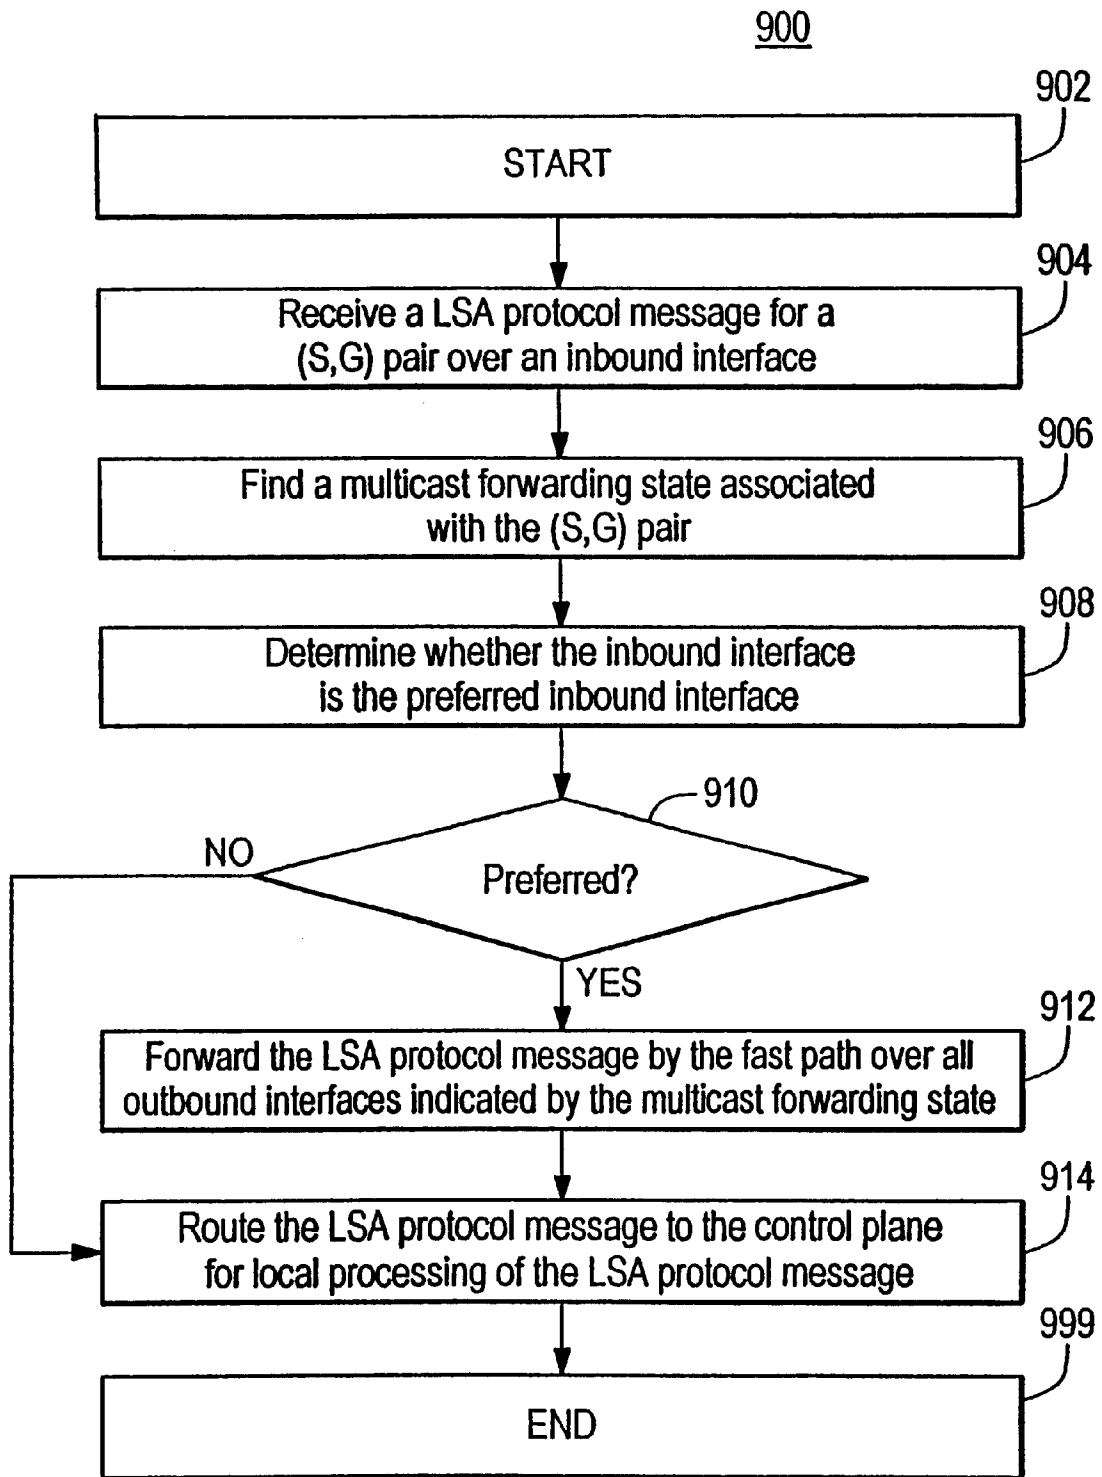 900
902
START
904
Receive a LSA protocol message for a
(S,G) pair over an inbound interface
906
Find a multicast forwarding state associated
with the (S,G) pair
908
Determine whether the inbound interface
is the preferred inbound interface
910
NO
Preferred?
YES
912
Forward the LSA protocol message by the fast path over all
outbound interfaces indicated by the multicast forwarding state
914
Route the LSA protocol message to the control plane
for local processing of the LSA protocol message
999
END